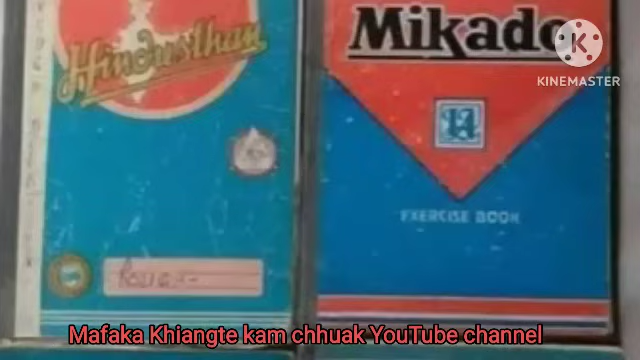 Hindusthan
Mikado
KINEMASTER
EXERCISE BOOK
Mafaka Khiangte kam chhuak YouTube channel